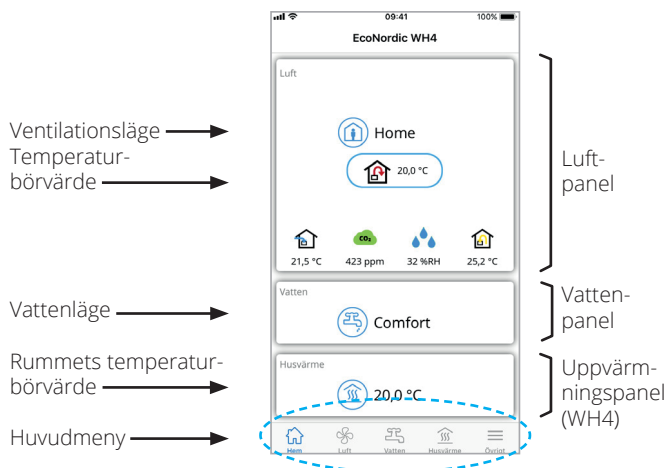 09:41
100%
EcoNordic WH4
Luft
Home
20,0 °C
CO₂
21,5 °C
423 ppm
32 %RH
25,2 °C
Vatten
Comfort
Husvärme
20,0 °C
Hem
Luft
Vatten
Husvärme
Övrigt
Ventilationsläge
Temperatur-
börvärde
Vattenläge
Rummets temperatur-
börvärde
Huvudmeny
Luft-
panel
Vatten-
panel
Uppvärm-
ningspanel
(WH4)